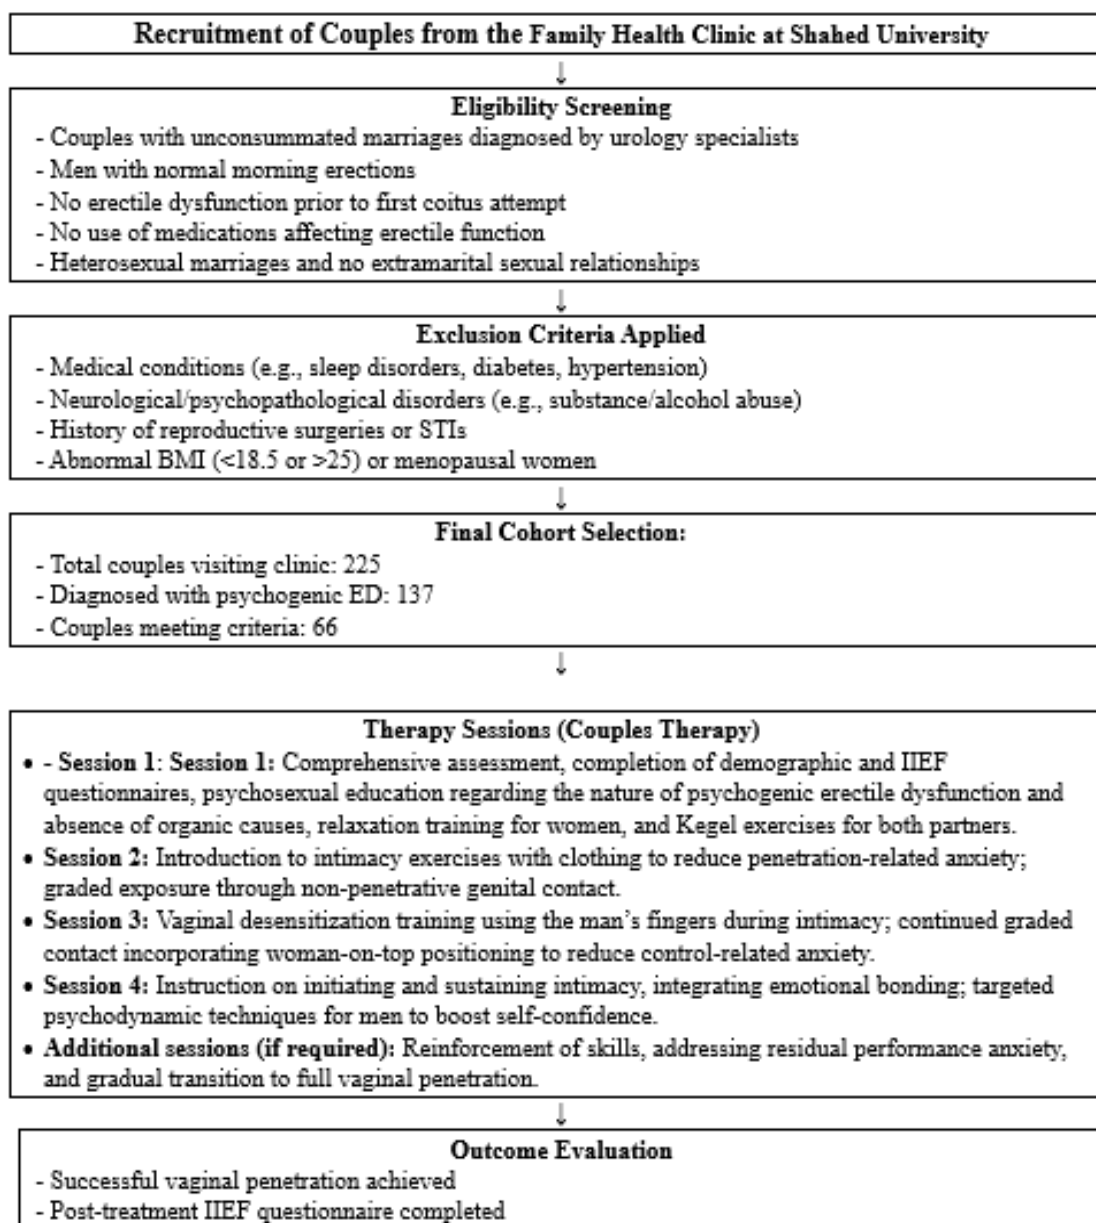 Recruitment of Couples from the Family Health Clinic at Shahed University
↓
Eligibility Screening
- Couples with unconsummated marriages diagnosed by urology specialists
- Men with normal morning erections
- No erectile dysfunction prior to first coitus attempt
- No use of medications affecting erectile function
- Heterosexual marriages and no extramarital sexual relationships
↓
Exclusion Criteria Applied
- Medical conditions (e.g., sleep disorders, diabetes, hypertension)
- Neurological/psychopathological disorders (e.g., substance/alcohol abuse)
- History of reproductive surgeries or STIs
- Abnormal BMI (<18.5 or >25) or menopausal women
↓
Final Cohort Selection:
- Total couples visiting clinic: 225
- Diagnosed with psychogenic ED: 137
- Couples meeting criteria: 66
↓
Therapy Sessions (Couples Therapy)
• - Session 1: Session 1: Comprehensive assessment, completion of demographic and IIEF
questionnaires, psychosexual education regarding the nature of psychogenic erectile dysfunction and
absence of organic causes, relaxation training for women, and Kegel exercises for both partners.
• Session 2: Introduction to intimacy exercises with clothing to reduce penetration-related anxiety;
graded exposure through non-penetrative genital contact.
• Session 3: Vaginal desensitization training using the man's fingers during intimacy; continued graded
contact incorporating woman-on-top positioning to reduce control-related anxiety.
• Session 4: Instruction on initiating and sustaining intimacy, integrating emotional bonding; targeted
psychodynamic techniques for men to boost self-confidence.
• Additional sessions (if required): Reinforcement of skills, addressing residual performance anxiety,
and gradual transition to full vaginal penetration.
↓
Outcome Evaluation
- Successful vaginal penetration achieved
- Post-treatment IIEF questionnaire completed